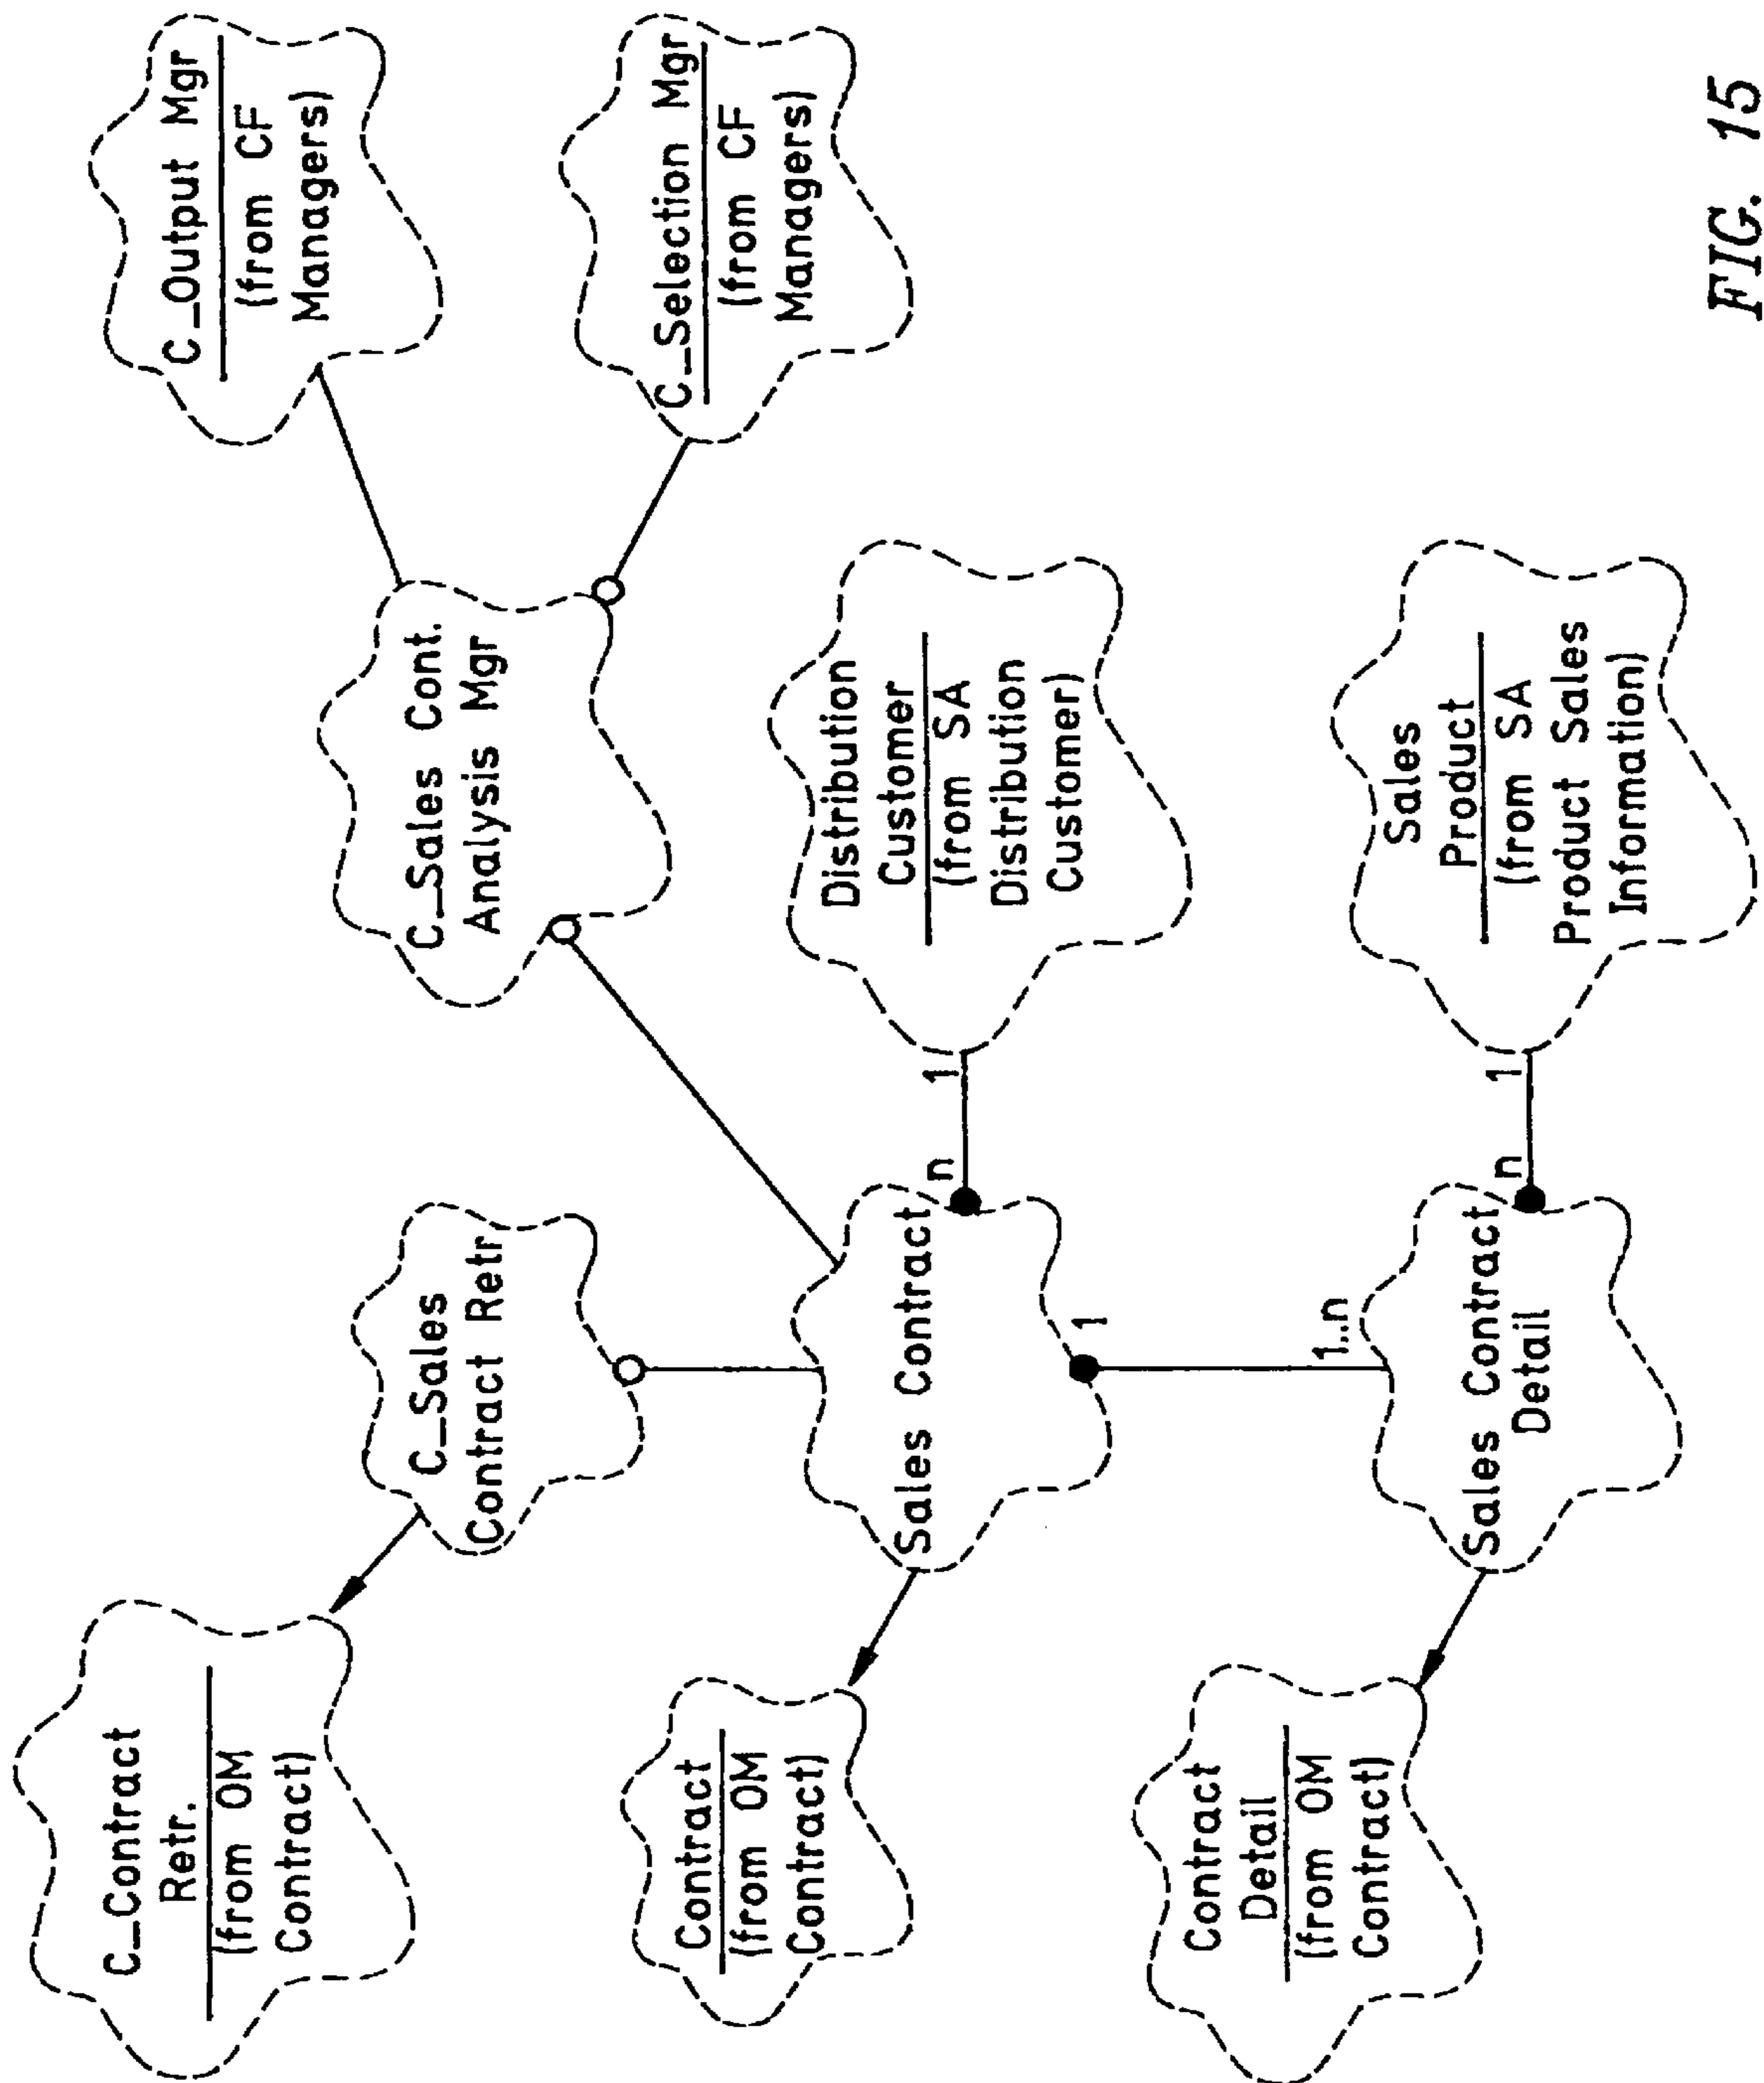 C_Contract
Retr.
(from OM
Contract)
C_Sales
Contract Retr
C_Sales Cont.
Analysis Mgr
C_Output Mgr
(from CF
Managers)
C_Selection Mgr
(from CF
Managers)
Contract
(from OM
Contract)
Sales Contract
n
1
Distribution
Customer
(from SA
Distribution
Customer)
1
1..n
Contract
Detail
(from OM
Contract)
Sales Contract
Detail
n
1
Sales
Product
(from SA
Product Sales
Information)
FIG. 15